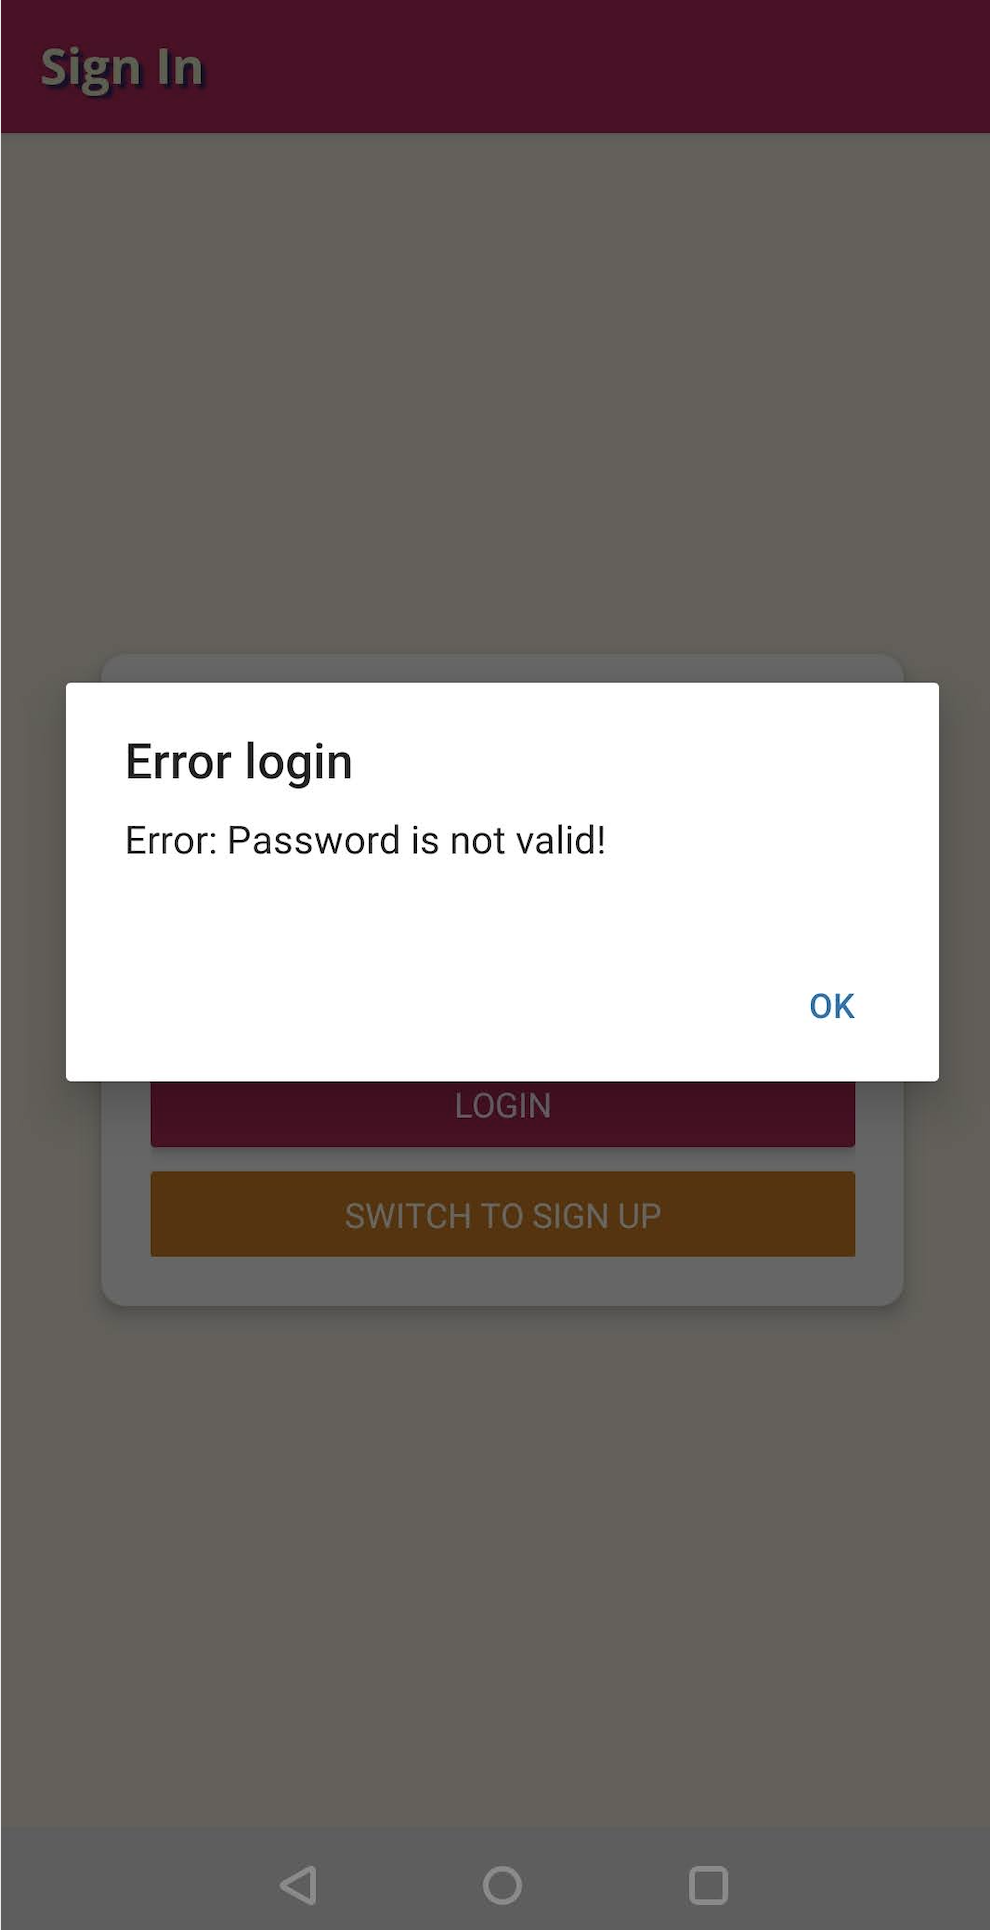 Sign In
Error login
Error: Password is not valid!
OK
LOGIN
SWITCH TO SIGN UP